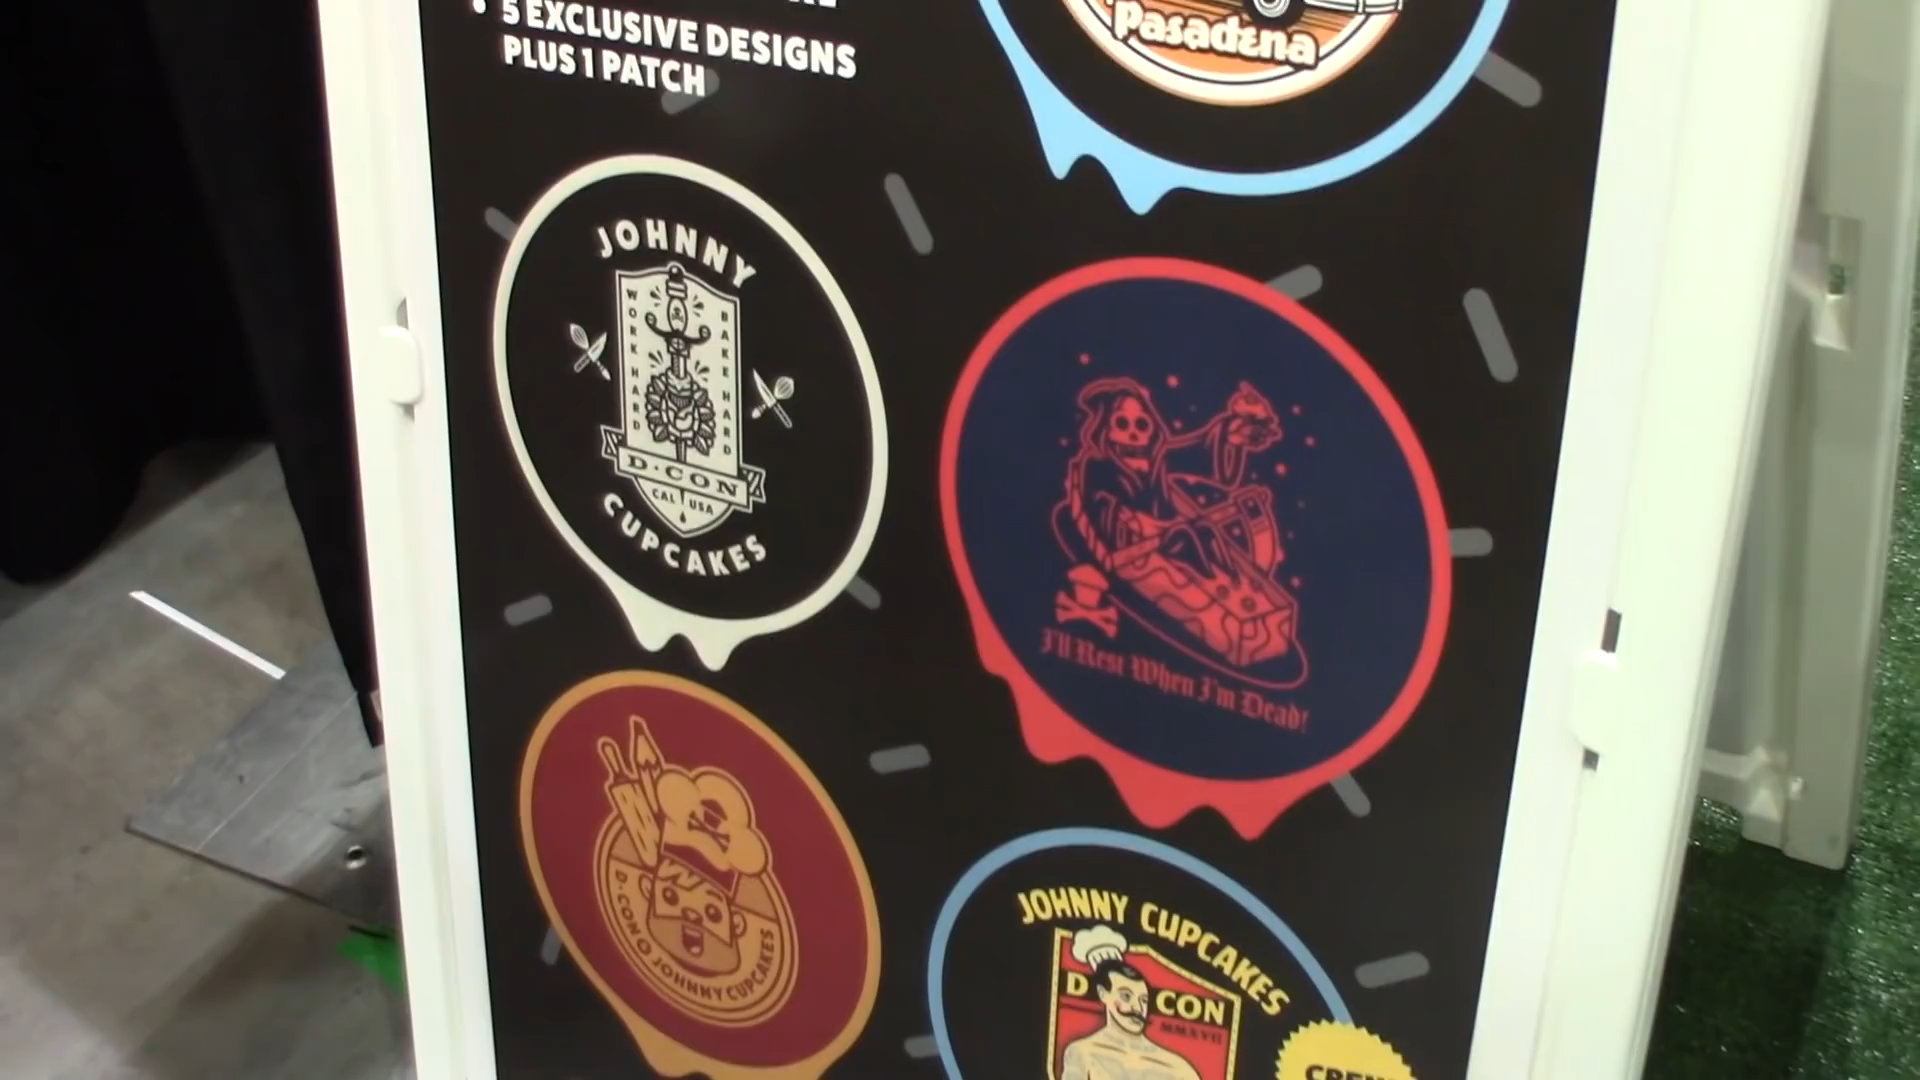 • 5 EXCLUSIVE DESIGNS
PLUS 1 PATCH
Pasadena
JOHNNY
WORK HARD
BAKE HARD
D·CON
CAL USA
CUPCAKES
I'll Rest When I'm Dead!
D·CON JOHNNY CUPCAKES
JOHNNY CUPCAKES
D CON
MMXVII